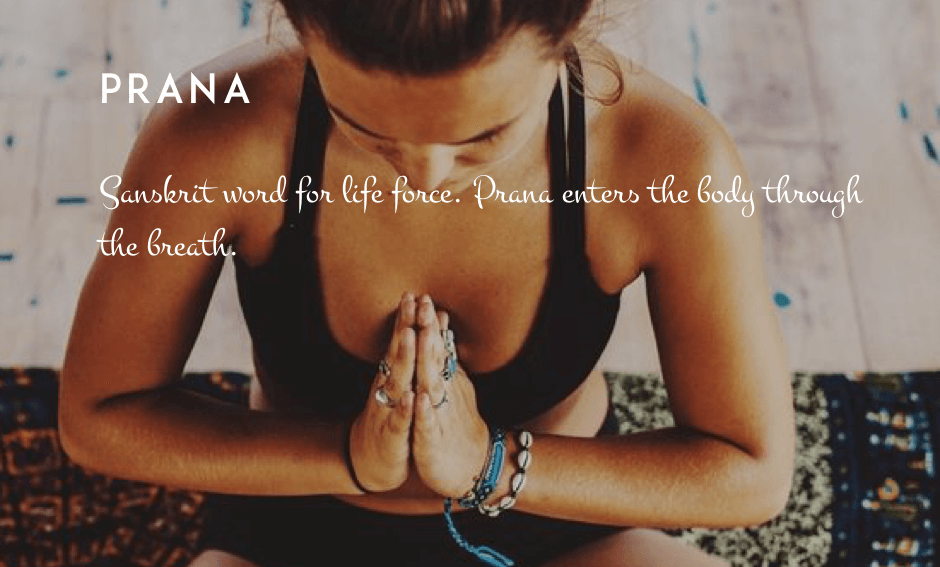 PRANA
Sanskrit word for life force. Prana enters the body through
the breath.